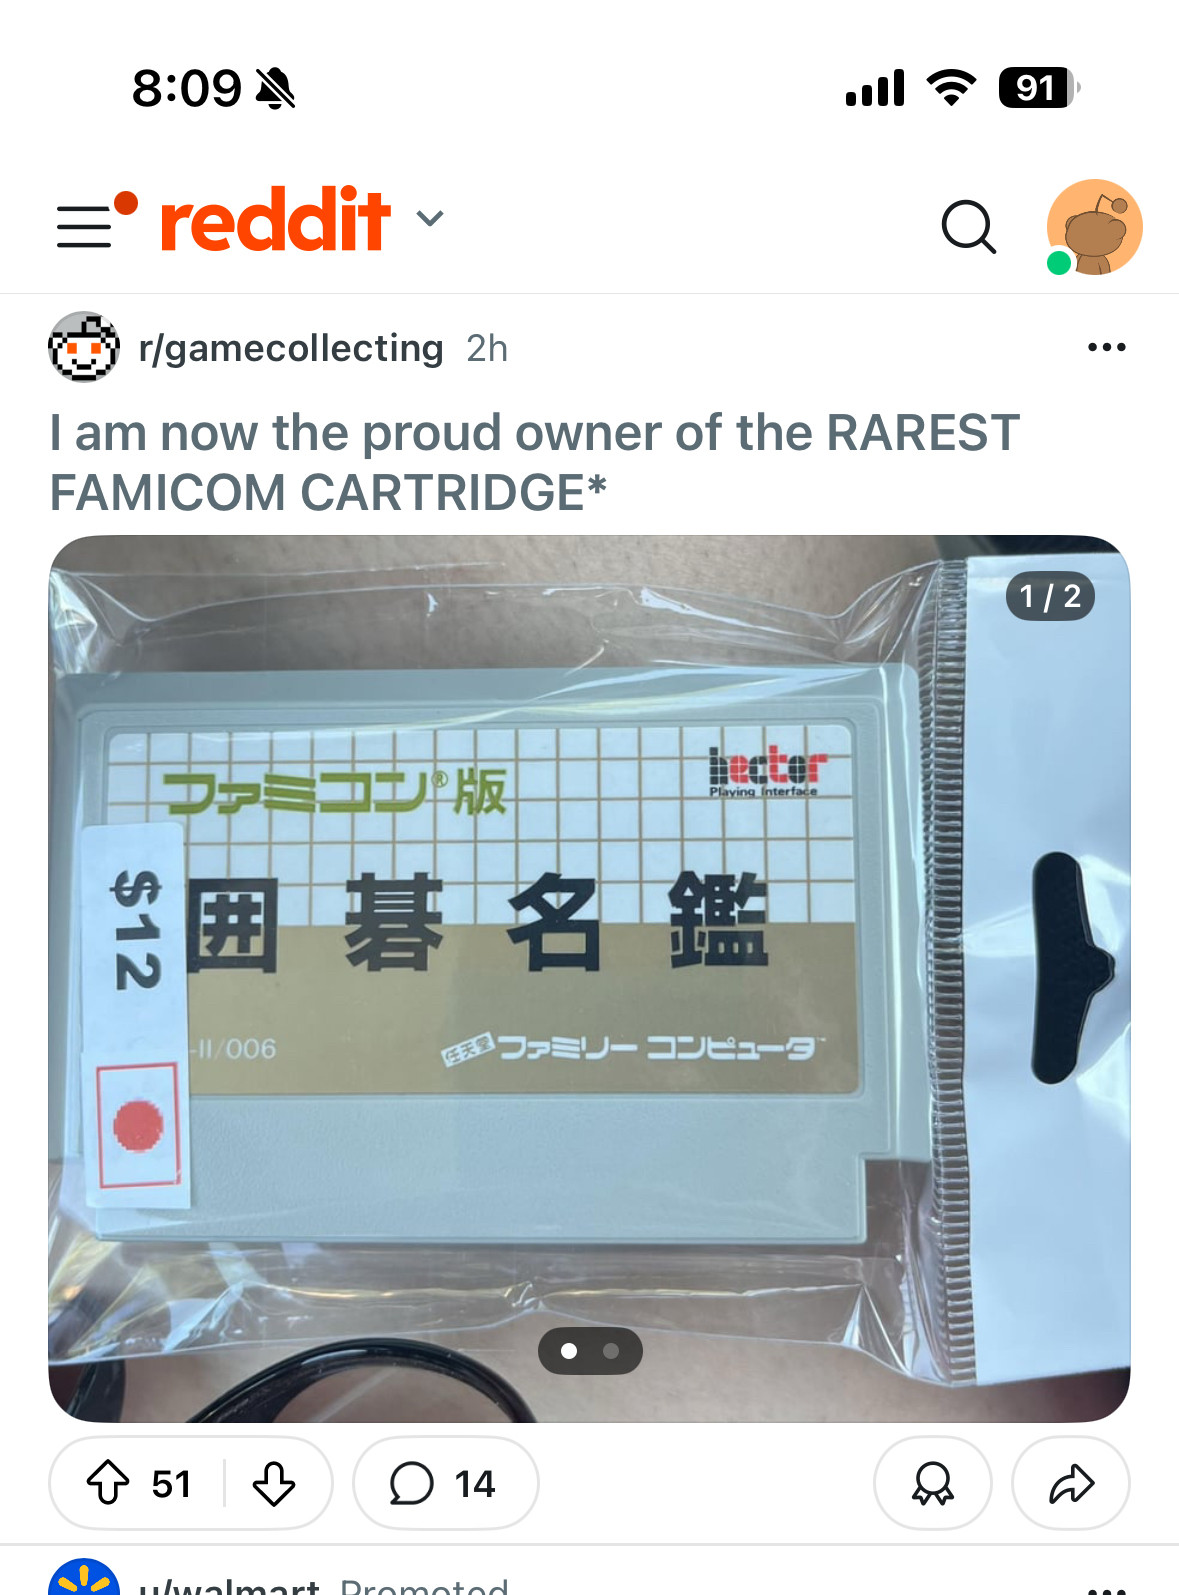 8:09
91
reddit
r/gamecollecting 2h
I am now the proud owner of the RAREST
FAMICOM CARTRIDGE*
1 / 2
ファミコン®版
hector
Playing Interface
$12
囲碁名鑑
-II/006
任天堂 ファミリーコンピュータ™
51
14
u/walmart Promoted